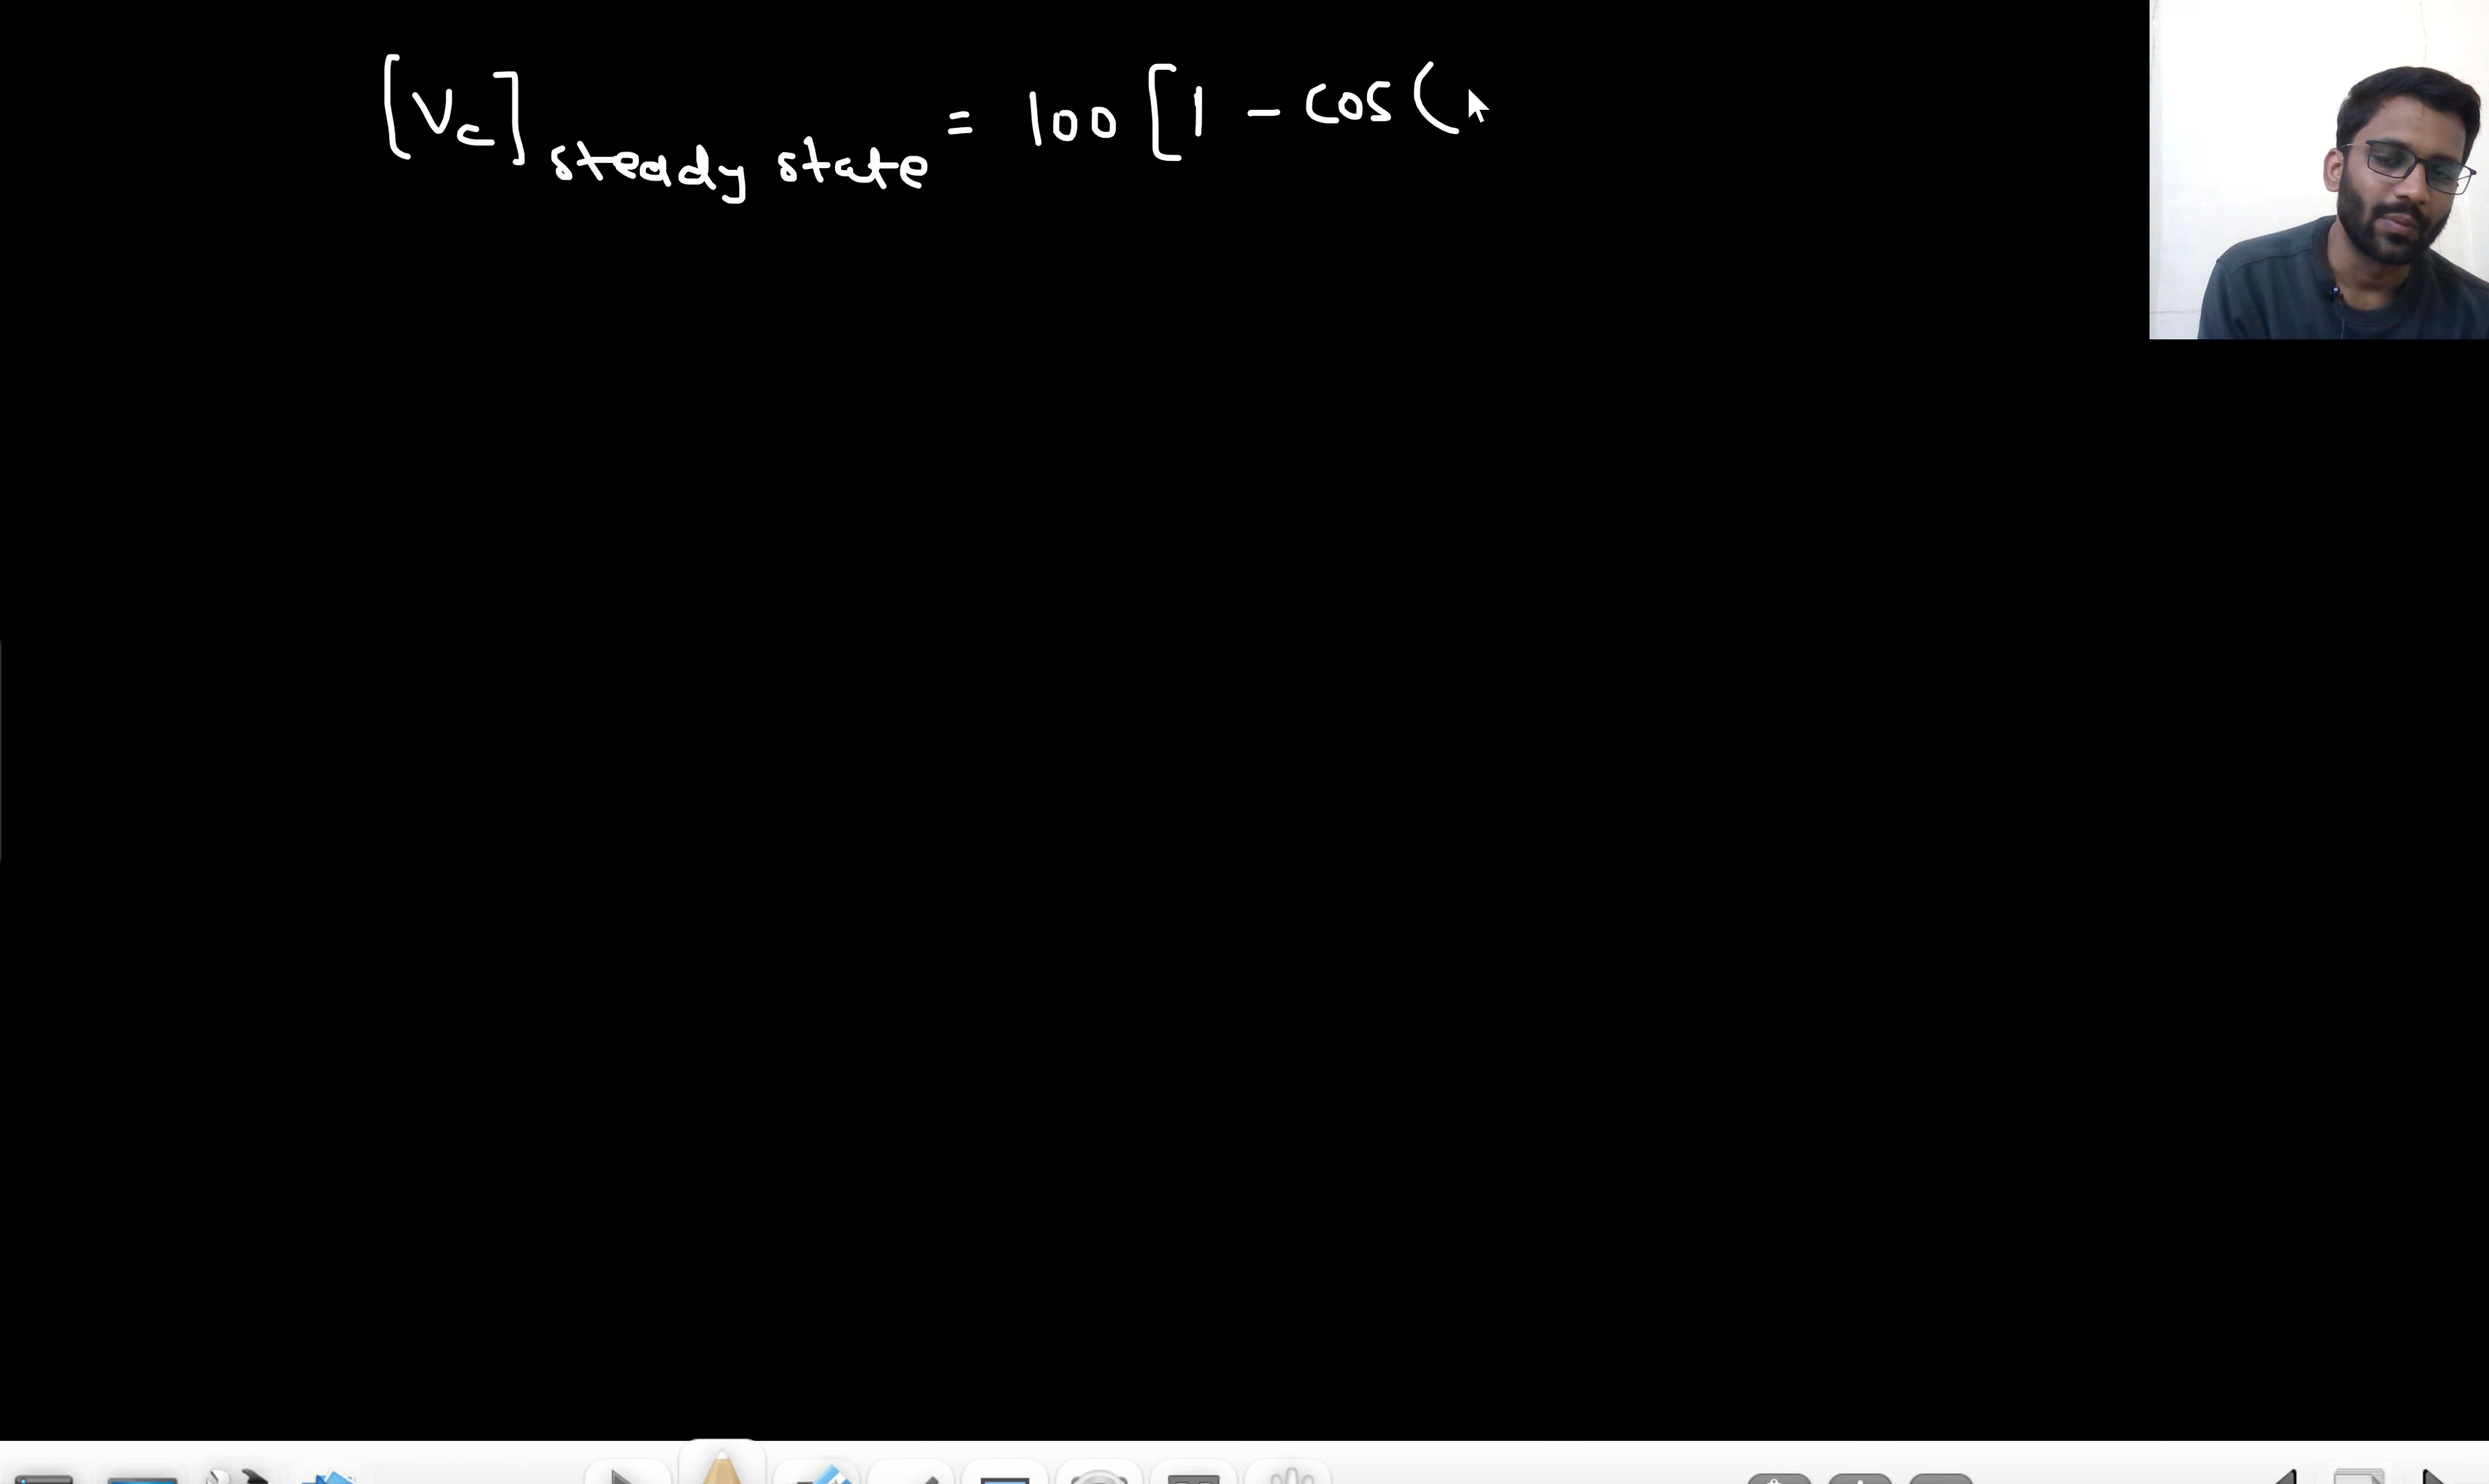 [Vc] steady state = 100 [1 - cos (